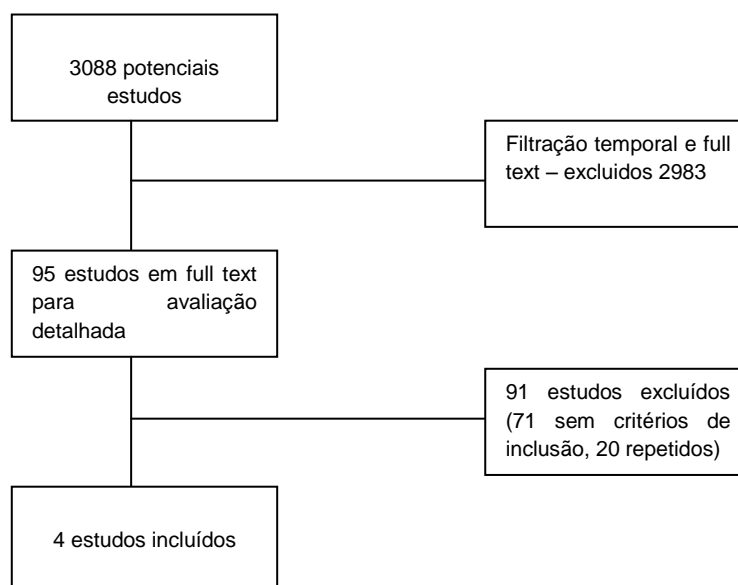 3088 potenciais
estudos
Filtração temporal e full
text – excluidos 2983
95 estudos em full text
para avaliação
detalhada
91 estudos excluídos
(71 sem critérios de
inclusão, 20 repetidos)
4 estudos incluídos